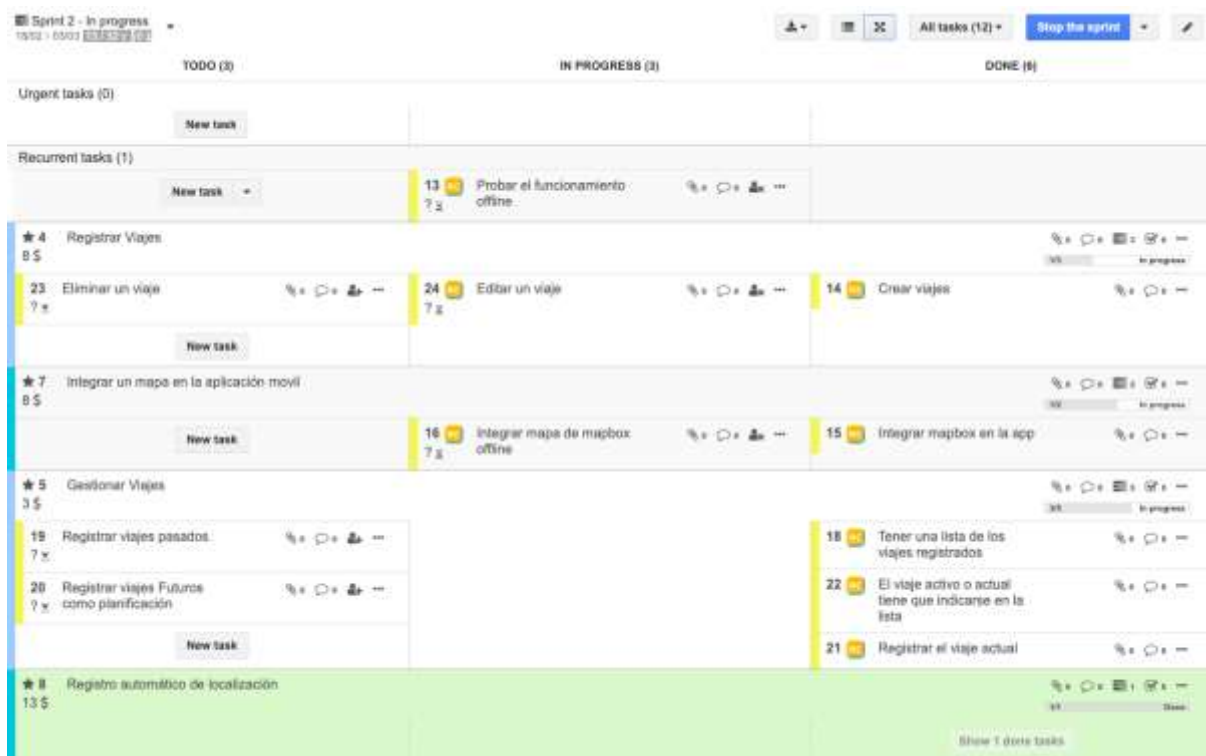 Sprint 2 - In progress
All tasks (12)
Stop the sprint
TODO (3)
IN PROGRESS (3)
DONE (6)
Urgent tasks (0)
New task
Recurrent tasks (1)
New task
13
Probar el funcionamiento
offline
?
4
Registrar Viajes
8 $
In progress
23
Eliminar un viaje
?
24
Editar un viaje
?
14
Crear viajes
New task
7
Integrar un mapa en la aplicación movil
8 $
In progress
New task
16
Integrar mapa de mapbox
offline
?
15
Integrar mapbox en la app
5
Gestionar Viajes
3 $
In progress
19
Registrar viajes pasados
?
18
Tener una lista de los
viajes registrados
20
Registrar viajes Futuros
como planificación
?
22
El viaje activo o actual
tiene que indicarse en la
lista
New task
21
Registrar el viaje actual
8
Registro automático de localización
13 $
Done
Show 1 done tasks